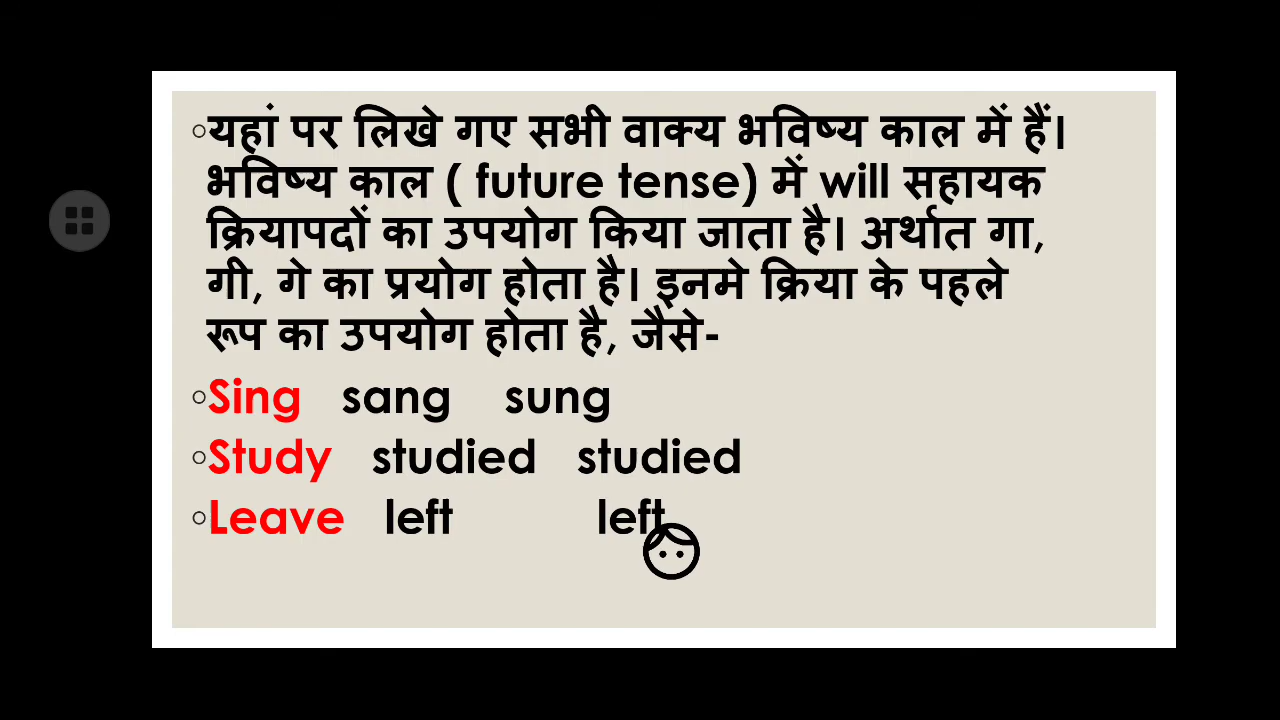 ◦यहां पर लिखे गए सभी वाक्य भविष्य काल में हैं।
भविष्य काल ( future tense) में will सहायक
क्रियापदों का उपयोग किया जाता है। अर्थात गा,
गी, गे का प्रयोग होता है। इनमे क्रिया के पहले
रूप का उपयोग होता है, जैसे-
◦Sing sang sung
◦Study studied studied
◦Leave left left